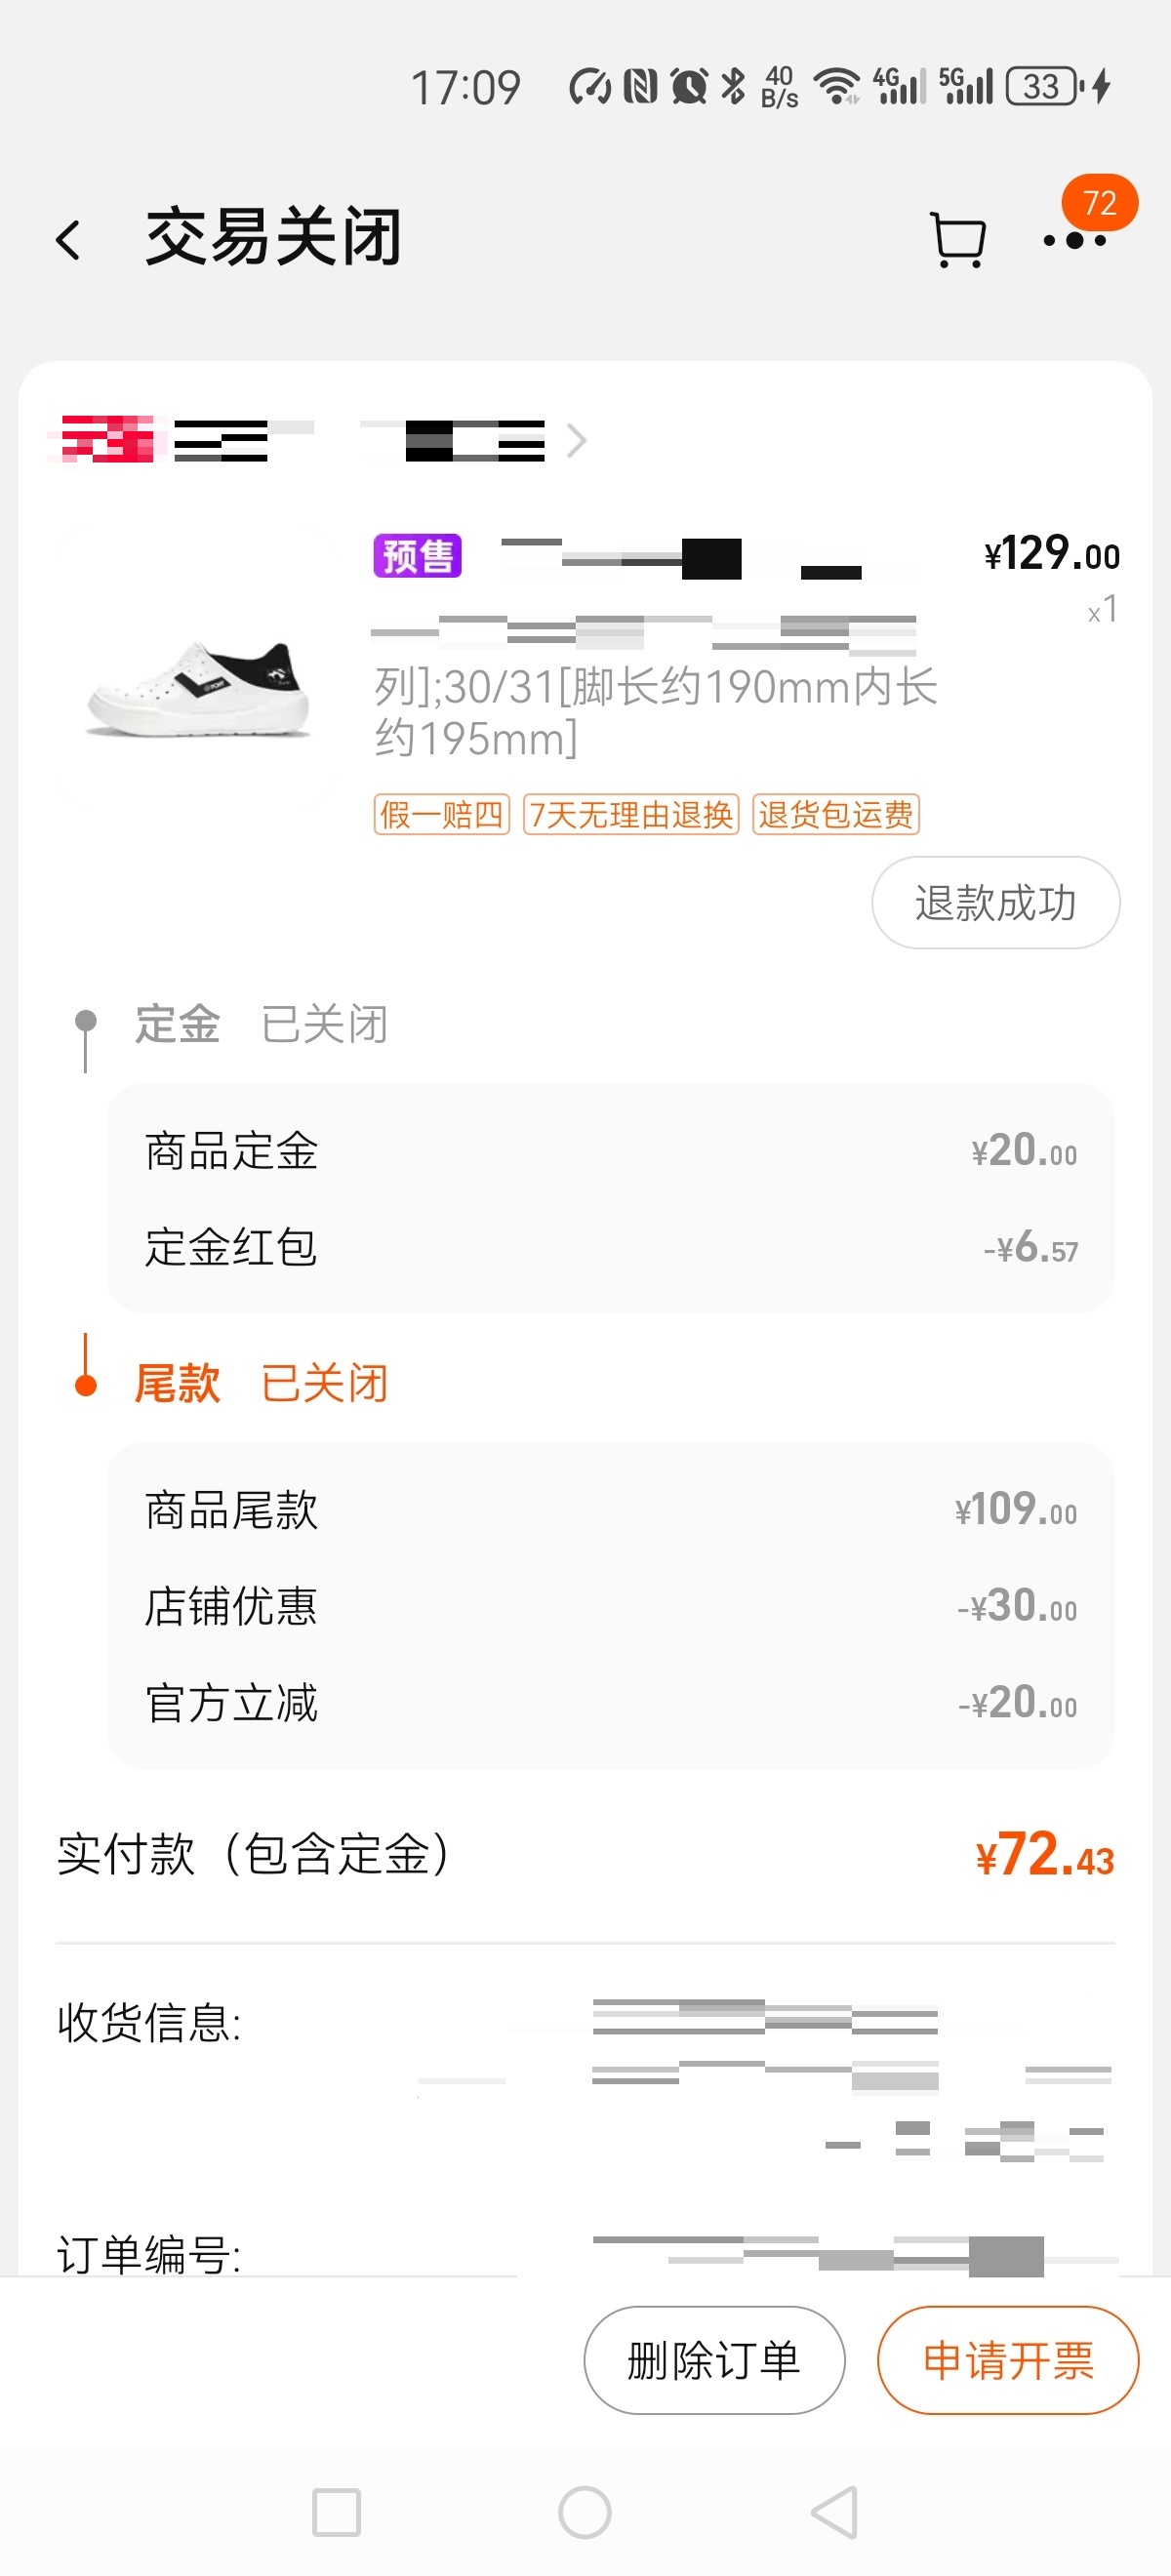 17:09 40 B/s 4G 5G 33
交易关闭 72
预售 ¥129.00
x1
列];30/31[脚长约190mm内长
约195mm]
假一赔四 7天无理由退换 退货包运费
退款成功
定金 已关闭
商品定金 ¥20.00
定金红包 -¥6.57
尾款 已关闭
商品尾款 ¥109.00
店铺优惠 -¥30.00
官方立减 -¥20.00
实付款（包含定金） ¥72.43
收货信息:
订单编号:
删除订单 申请开票